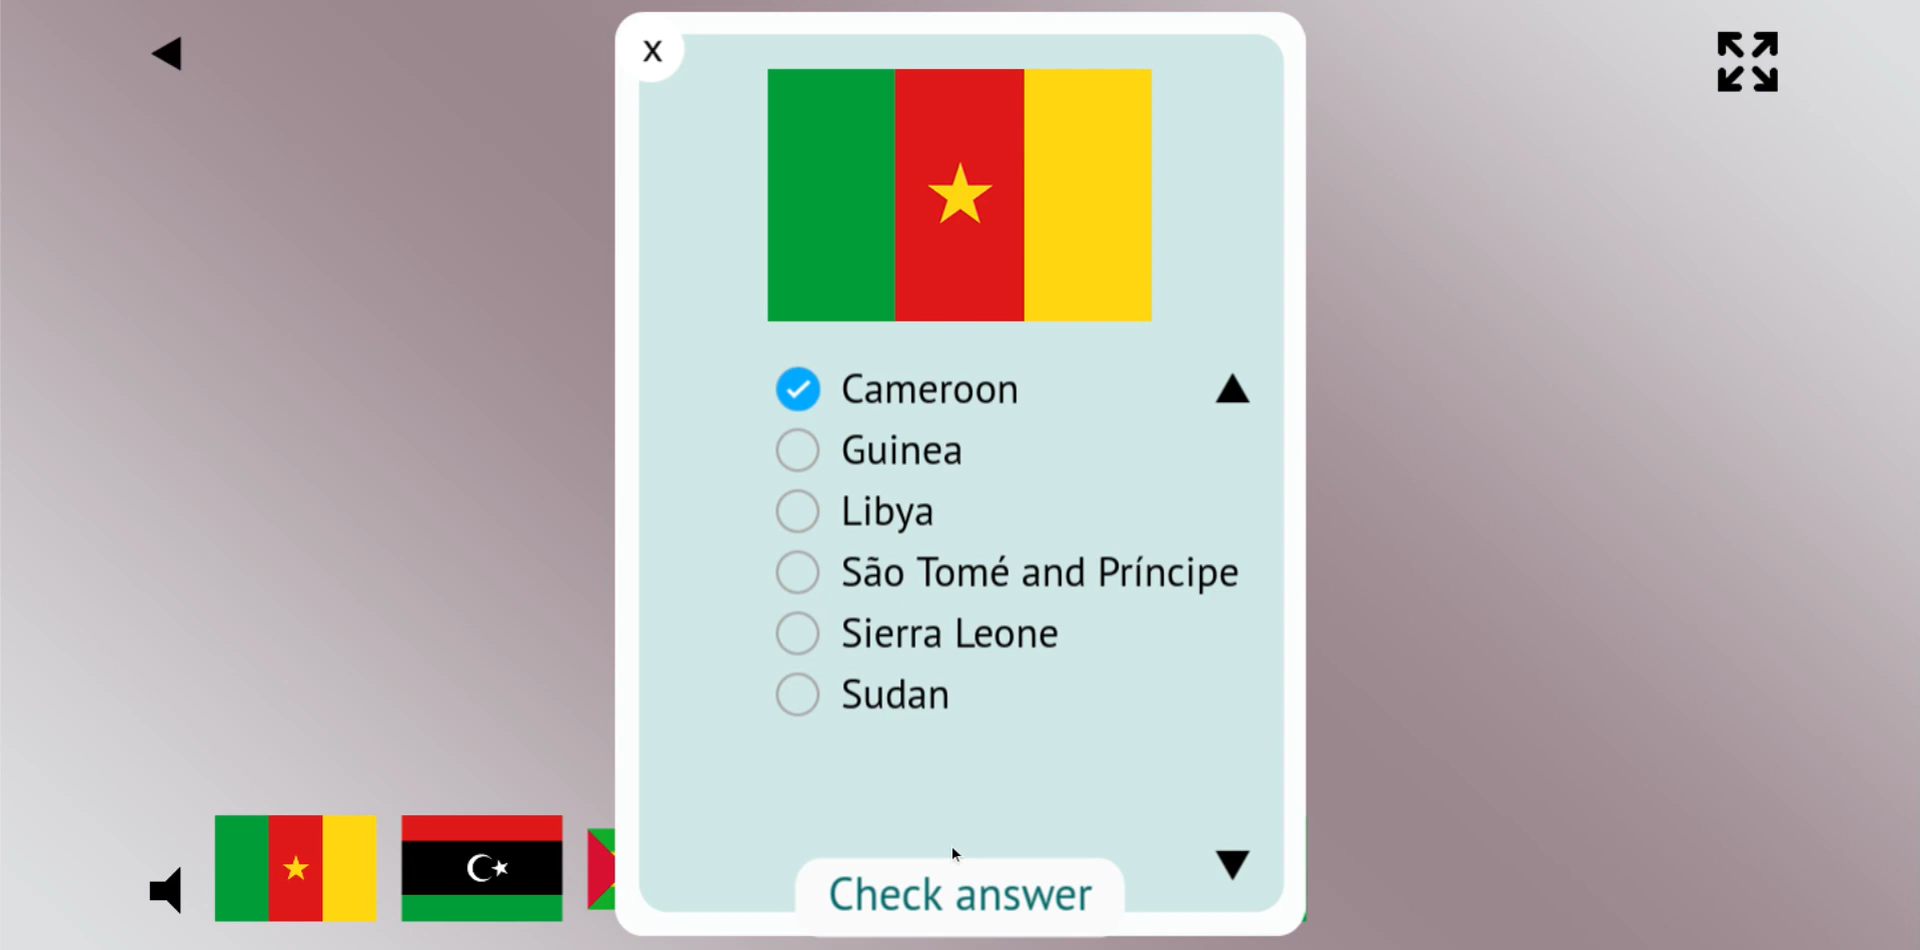 x
Cameroon
Guinea
Libya
São Tomé and Príncipe
Sierra Leone
Sudan
Check answer